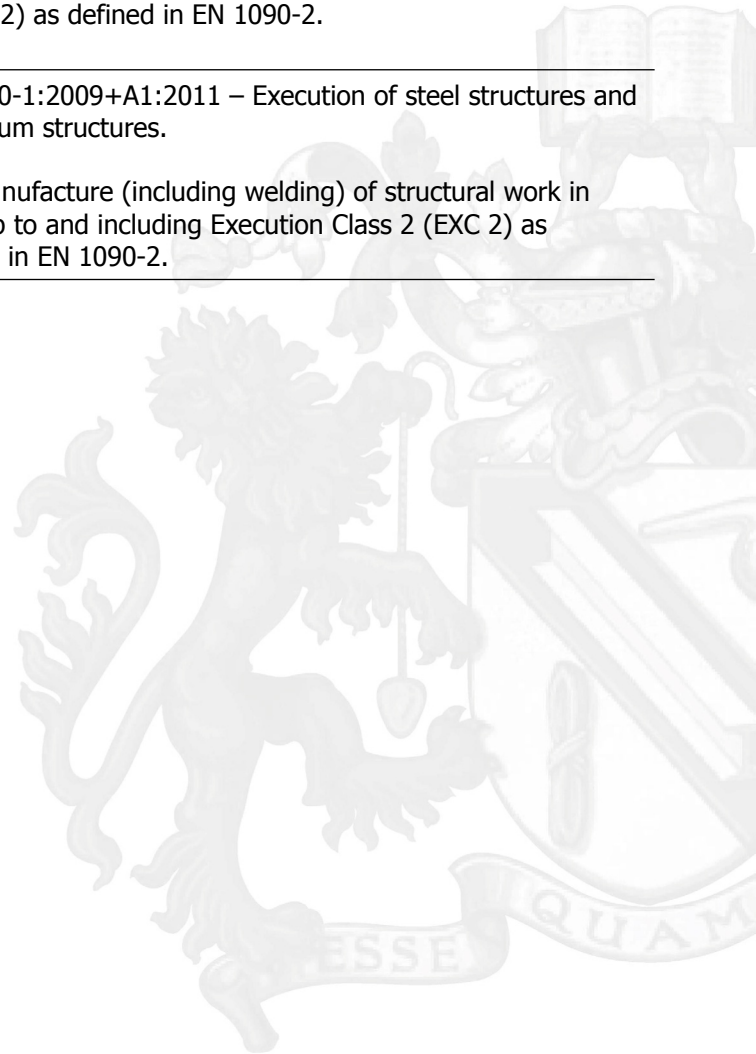 2) as defined in EN 1090-2.
0-1:2009+A1:2011 – Execution of steel structures and
um structures.
nufacture (including welding) of structural work in
p to and including Execution Class 2 (EXC 2) as
in EN 1090-2.
ESSE
QUAM